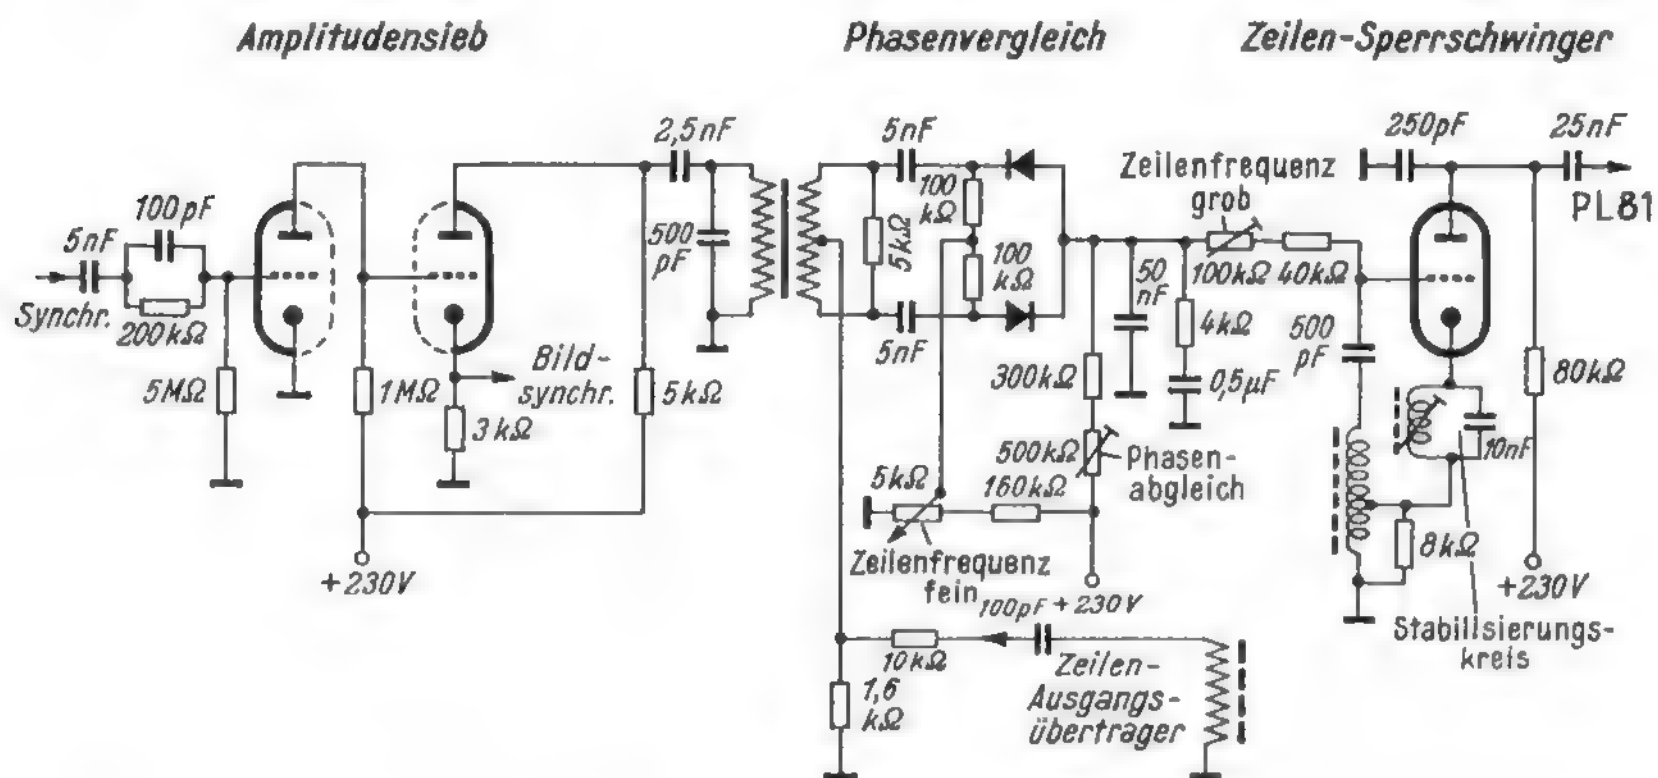 Amplitudensieb
Phasenvergleich
Zeilen-Sperrschwinger
2,5nF
5nF
250pF
25nF
Zeilenfrequenz
grob
PL81
100pF
5nF
100
kΩ
500
pF
5kΩ
100
kΩ
100kΩ
40kΩ
50
nF
Synchr.
200kΩ
4kΩ
500
pF
5nF
Bild-
synchr.
5MΩ
1MΩ
3kΩ
5kΩ
300kΩ
0,5µF
80kΩ
10nF
500kΩ
Phasen-
abgleich
5kΩ
160kΩ
8kΩ
Zeilenfrequenz
fein
100pF
+230V
+230V
+230V
Stabilisierungs-
kreis
10kΩ
Zeilen-
Ausgangs-
übertrager
1,6
kΩ